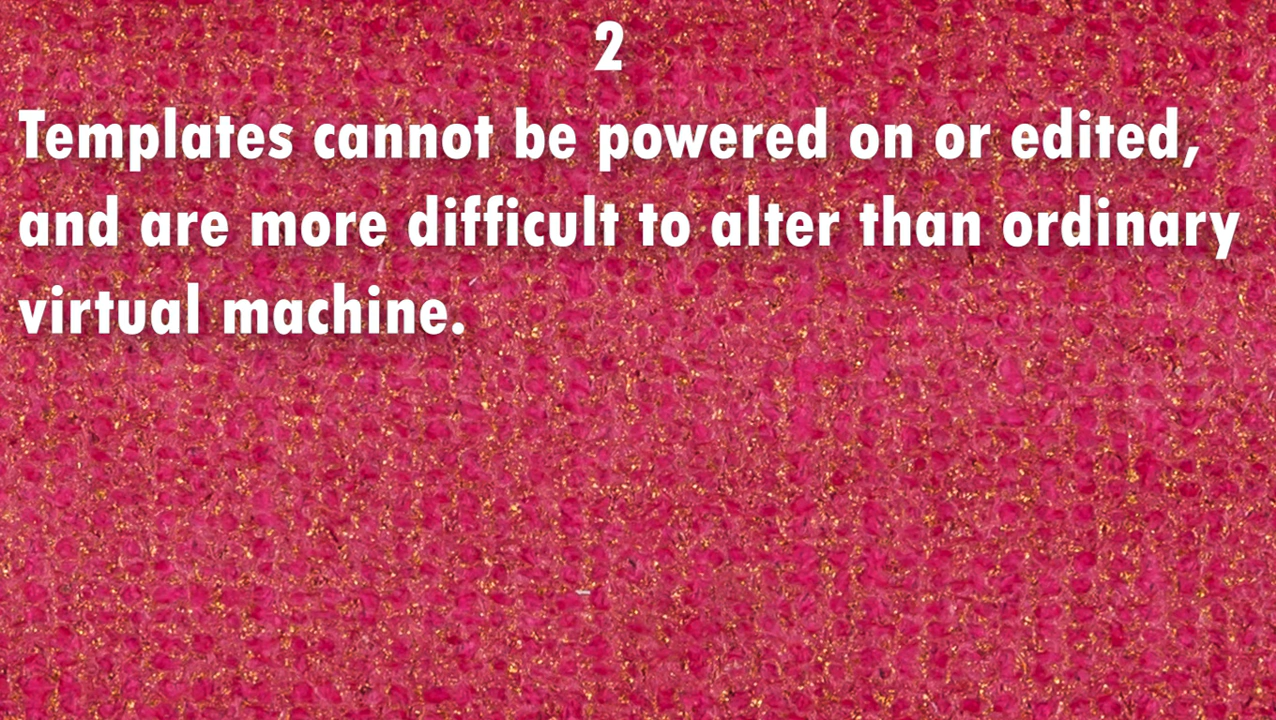 2
Templates cannot be powered on or edited,
and are more difficult to alter than ordinary
virtual machine.